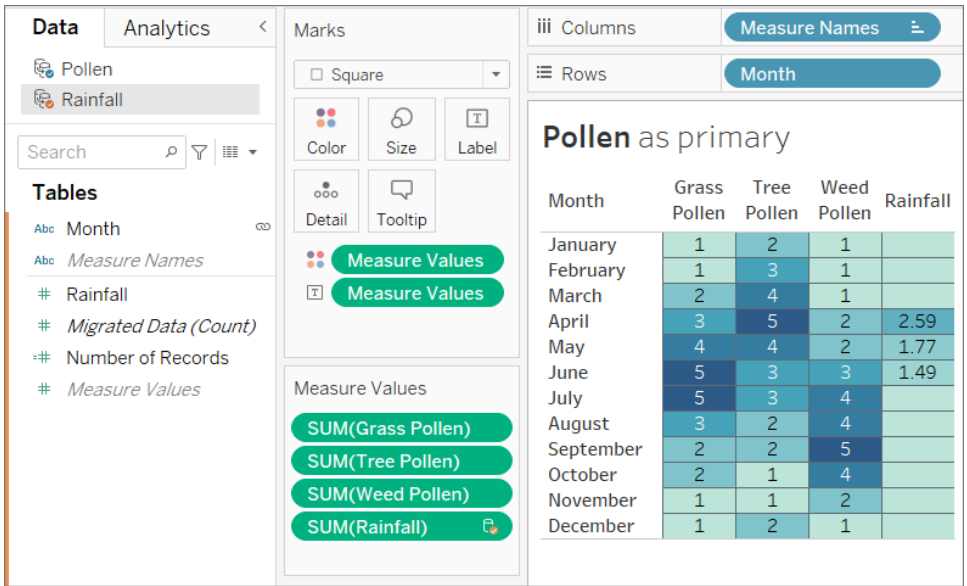 Data
Analytics
Pollen
Rainfall
Search
Tables
Abc Month
Abc Measure Names
# Rainfall
# Migrated Data (Count)
=# Number of Records
# Measure Values
Marks
Square
Color Size Label
T
Detail Tooltip
Measure Values
T Measure Values
Measure Values
SUM(Grass Pollen)
SUM(Tree Pollen)
SUM(Weed Pollen)
SUM(Rainfall)
iii Columns Measure Names
Rows Month
Pollen as primary
Month Grass Pollen Tree Pollen Weed Pollen Rainfall
January 1 2 1
February 1 3 1
March 2 4 1
April 3 5 2 2.59
May 4 4 2 1.77
June 5 3 3 1.49
July 5 3 4
August 3 2 4
September 2 2 5
October 2 1 4
November 1 1 2
December 1 2 1